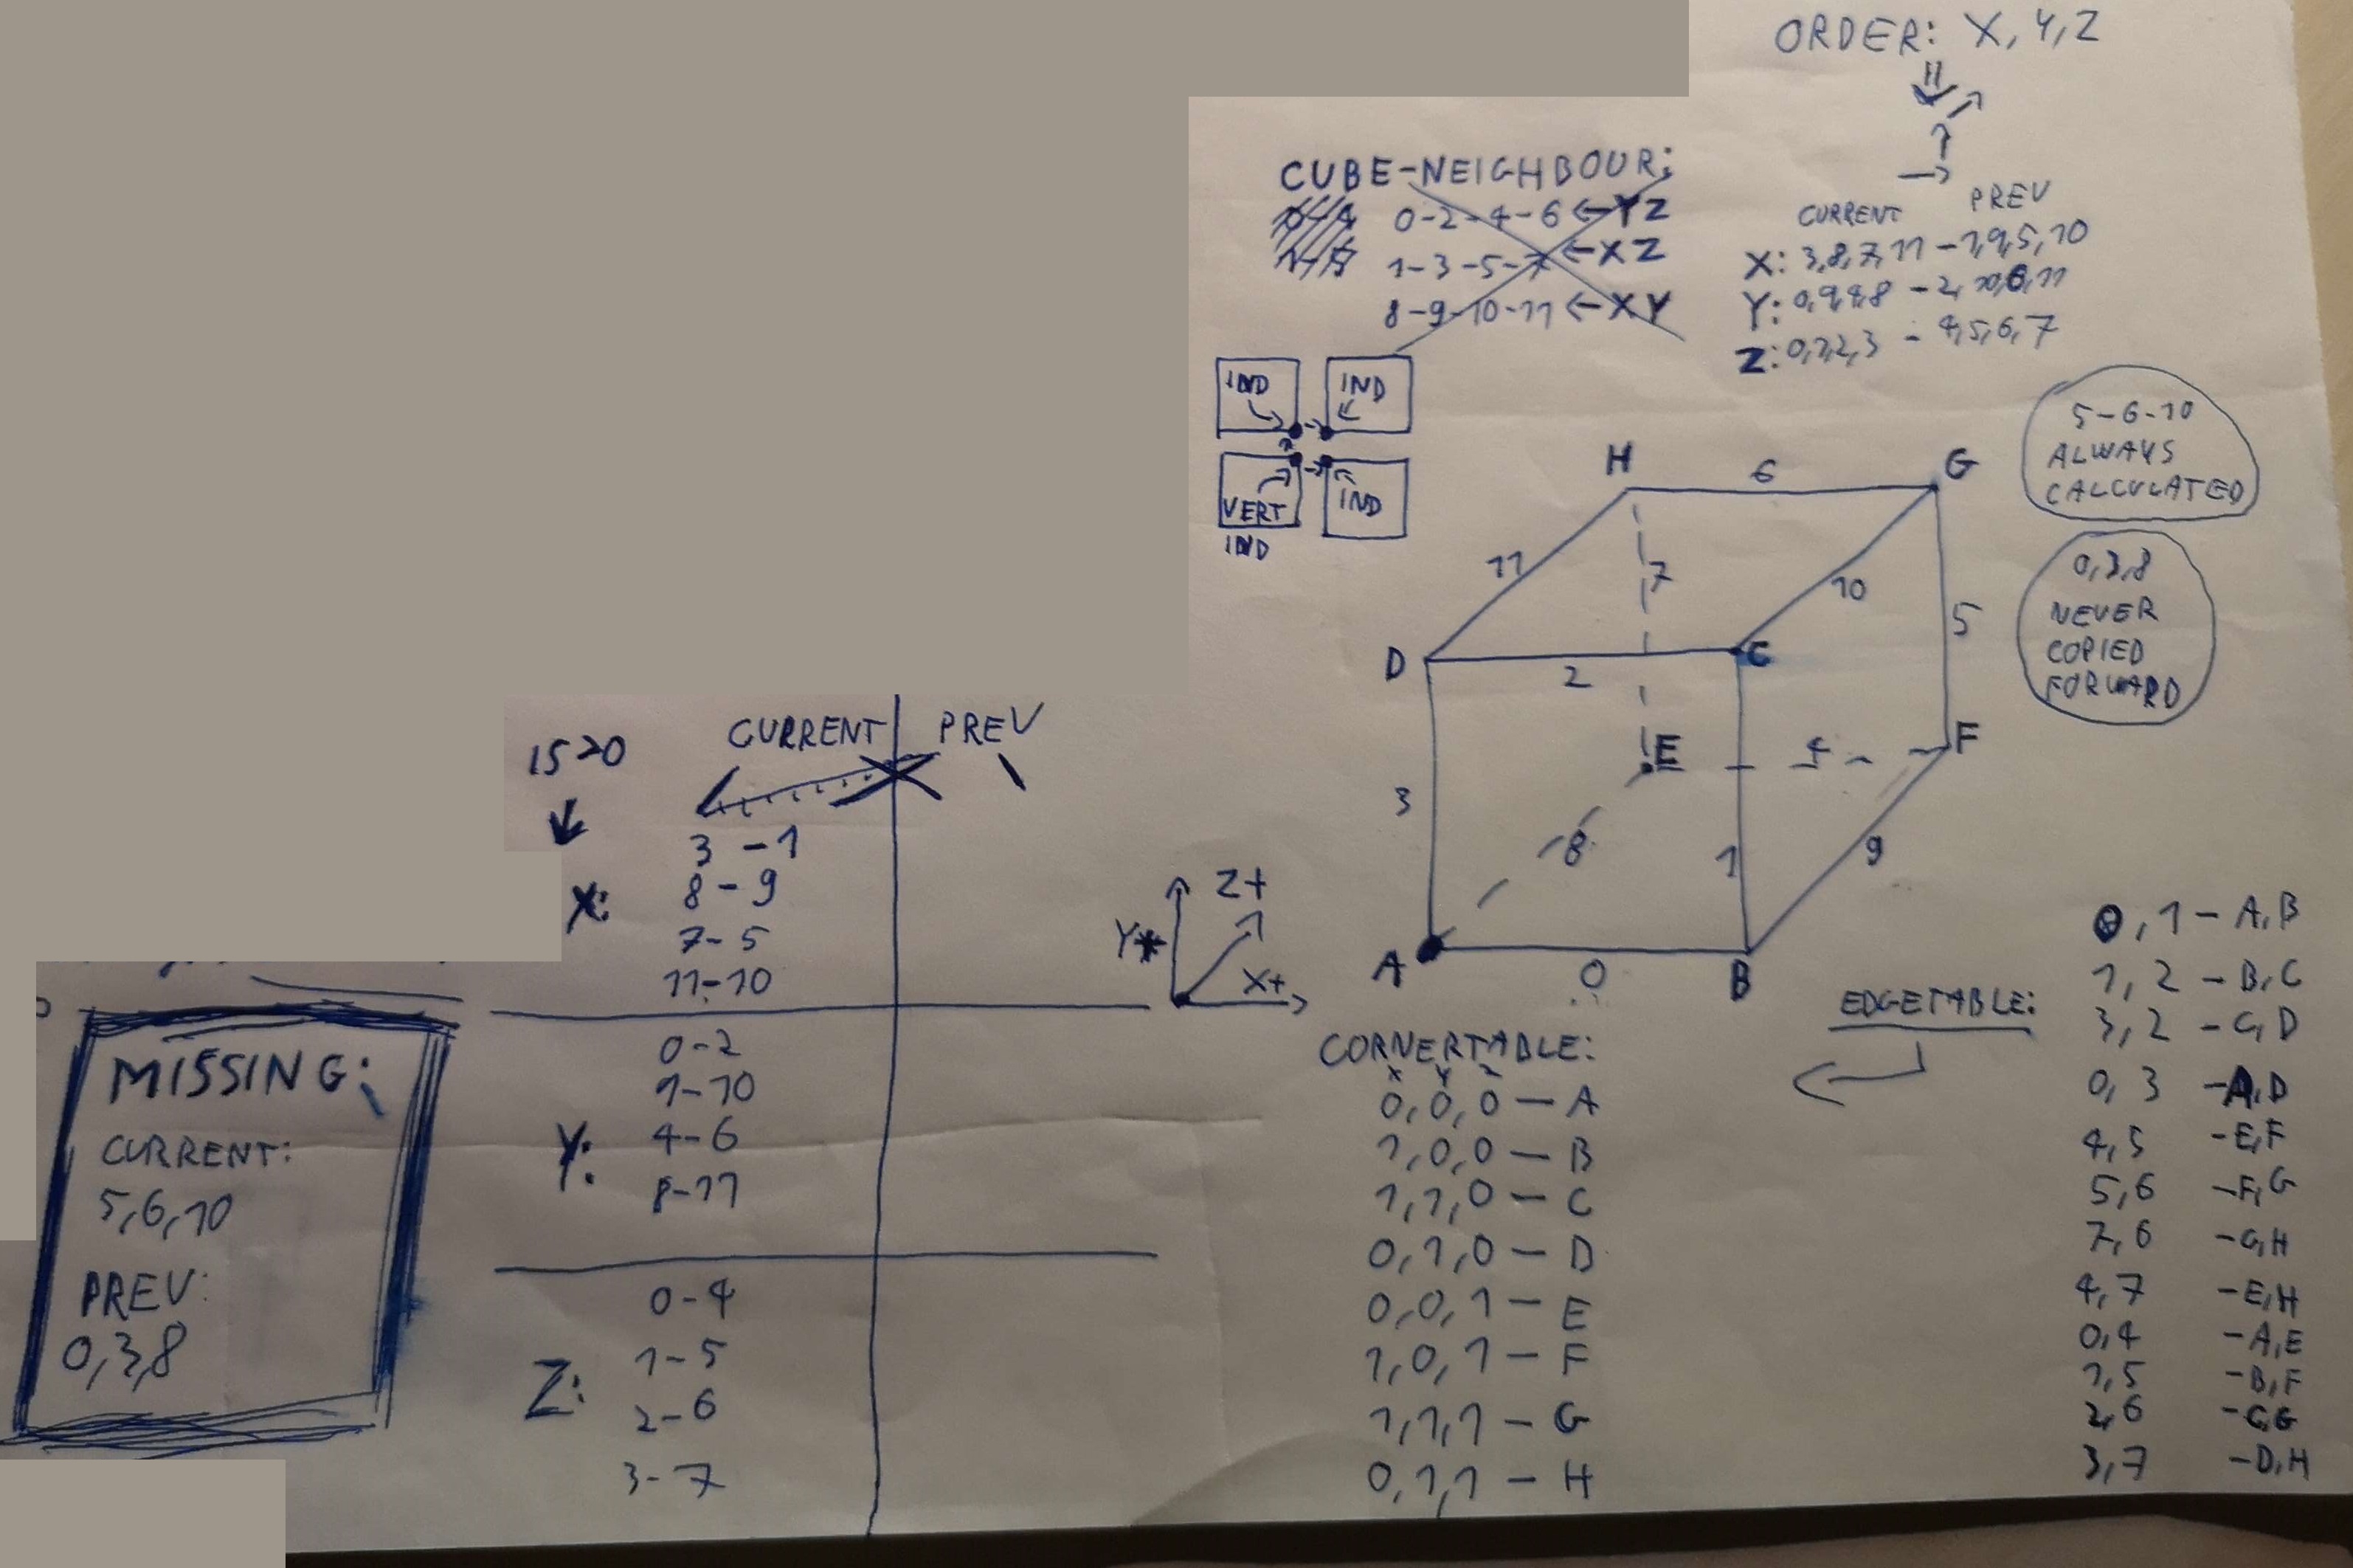 ORDER: X, Y, Z
CUBE-NEIGHBOUR:
0-2-4-6 ← YZ
1-3-5-7 ← XZ
8-9-10-11 ← XY
CURRENT PREV
X: 3,8,7,11 - 1,9,5,10
Y: 0,9,4,8 - 2,10,6,11
Z: 0,1,2,3 - 4,5,6,7
IND
IND
VERT
IND
IND
5-6-10
ALWAYS
CALCULATED
0,3,8
NEVER
COPIED
FORWARD
H 6 G
11 7 10 5
D 2 C
E 4 F
3 8 1 9
A 0 B
ISO
CURRENT PREV
X:
3 - 1
8 - 9
7 - 5
11-10
Y:
0-2
9-10
4-6
8-11
Z:
0-4
1-5
2-6
3-7
MISSING:
CURRENT:
5,6,10
PREV:
0,3,8
Z+
Y*
X+
CORNERTABLE:
X Y Z
0,0,0 - A
1,0,0 - B
1,1,0 - C
0,1,0 - D
0,0,1 - E
1,0,1 - F
1,1,1 - G
0,1,1 - H
EDGETABLE:
0,1 - A,B
1,2 - B,C
3,2 - C,D
0,3 - A,D
4,5 - E,F
5,6 - F,G
7,6 - G,H
4,7 - E,H
0,4 - A,E
1,5 - B,F
2,6 - C,G
3,7 - D,H